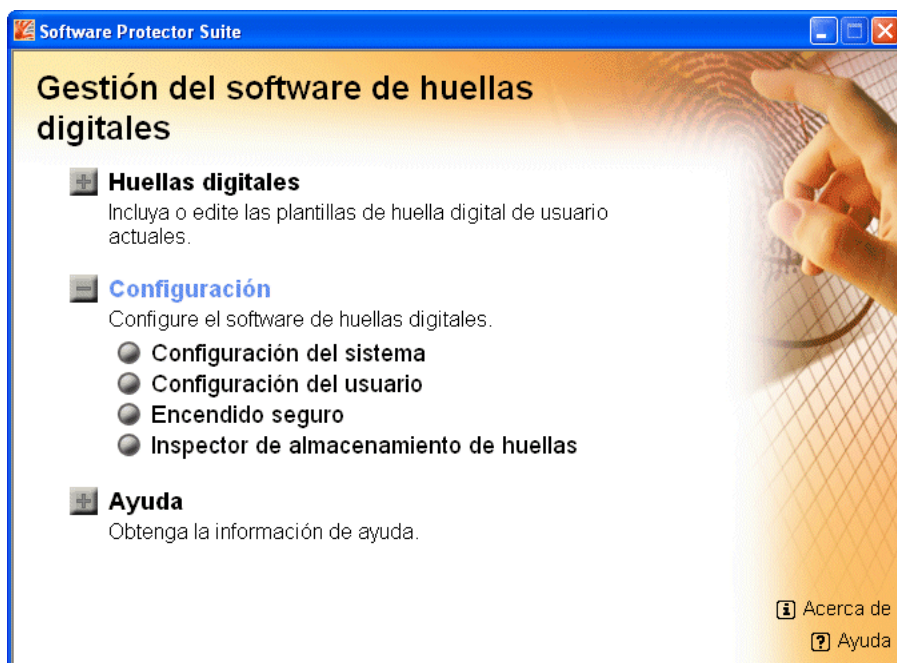 Software Protector Suite
Gestión del software de huellas
digitales
Huellas digitales
Incluya o edite las plantillas de huella digital de usuario
actuales.
Configuración
Configure el software de huellas digitales.
Configuración del sistema
Configuración del usuario
Encendido seguro
Inspector de almacenamiento de huellas
Ayuda
Obtenga la información de ayuda.
Acerca de
Ayuda